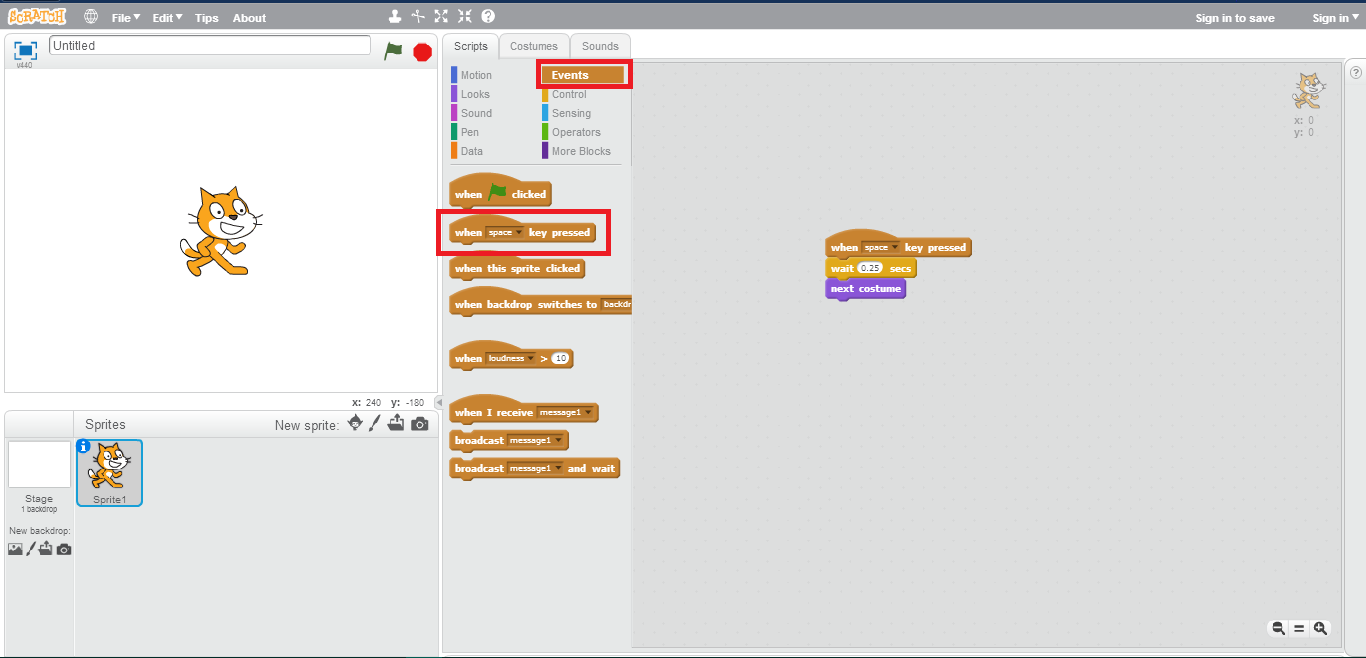 SCRATCH File Edit Tips About Sign in to save Sign in
Untitled
v440
Scripts Costumes Sounds
Motion Events
Looks Control
Sound Sensing
Pen Operators
Data More Blocks
when clicked
when space key pressed
when this sprite clicked
when backdrop switches to backdr
when loudness > 10
when I receive message1
broadcast message1
broadcast message1 and wait
when space key pressed
wait 0.25 secs
next costume
x: 0
y: 0
x: 240 y: -180
Sprites New sprite:
Stage
1 backdrop
New backdrop:
Sprite1